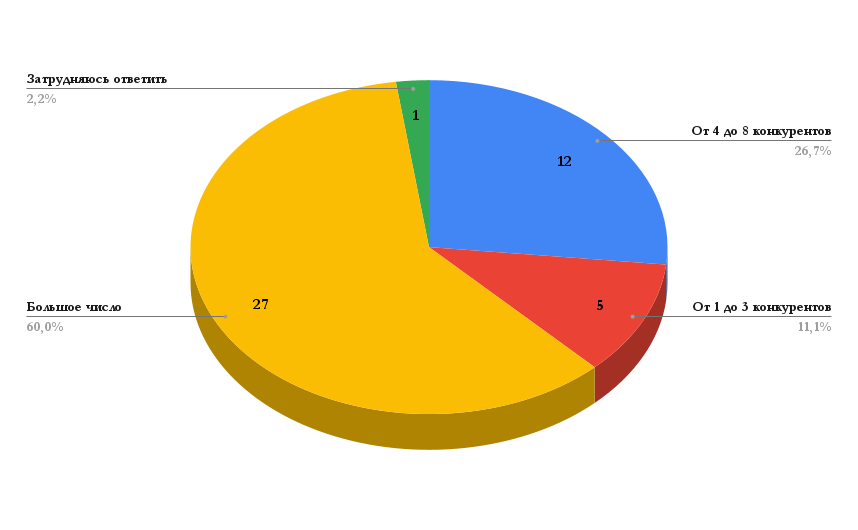 Затрудняюсь ответить
2,2%
1
От 4 до 8 конкурентов
26,7%
12
Большое число
60,0%
27
5
От 1 до 3 конкурентов
11,1%